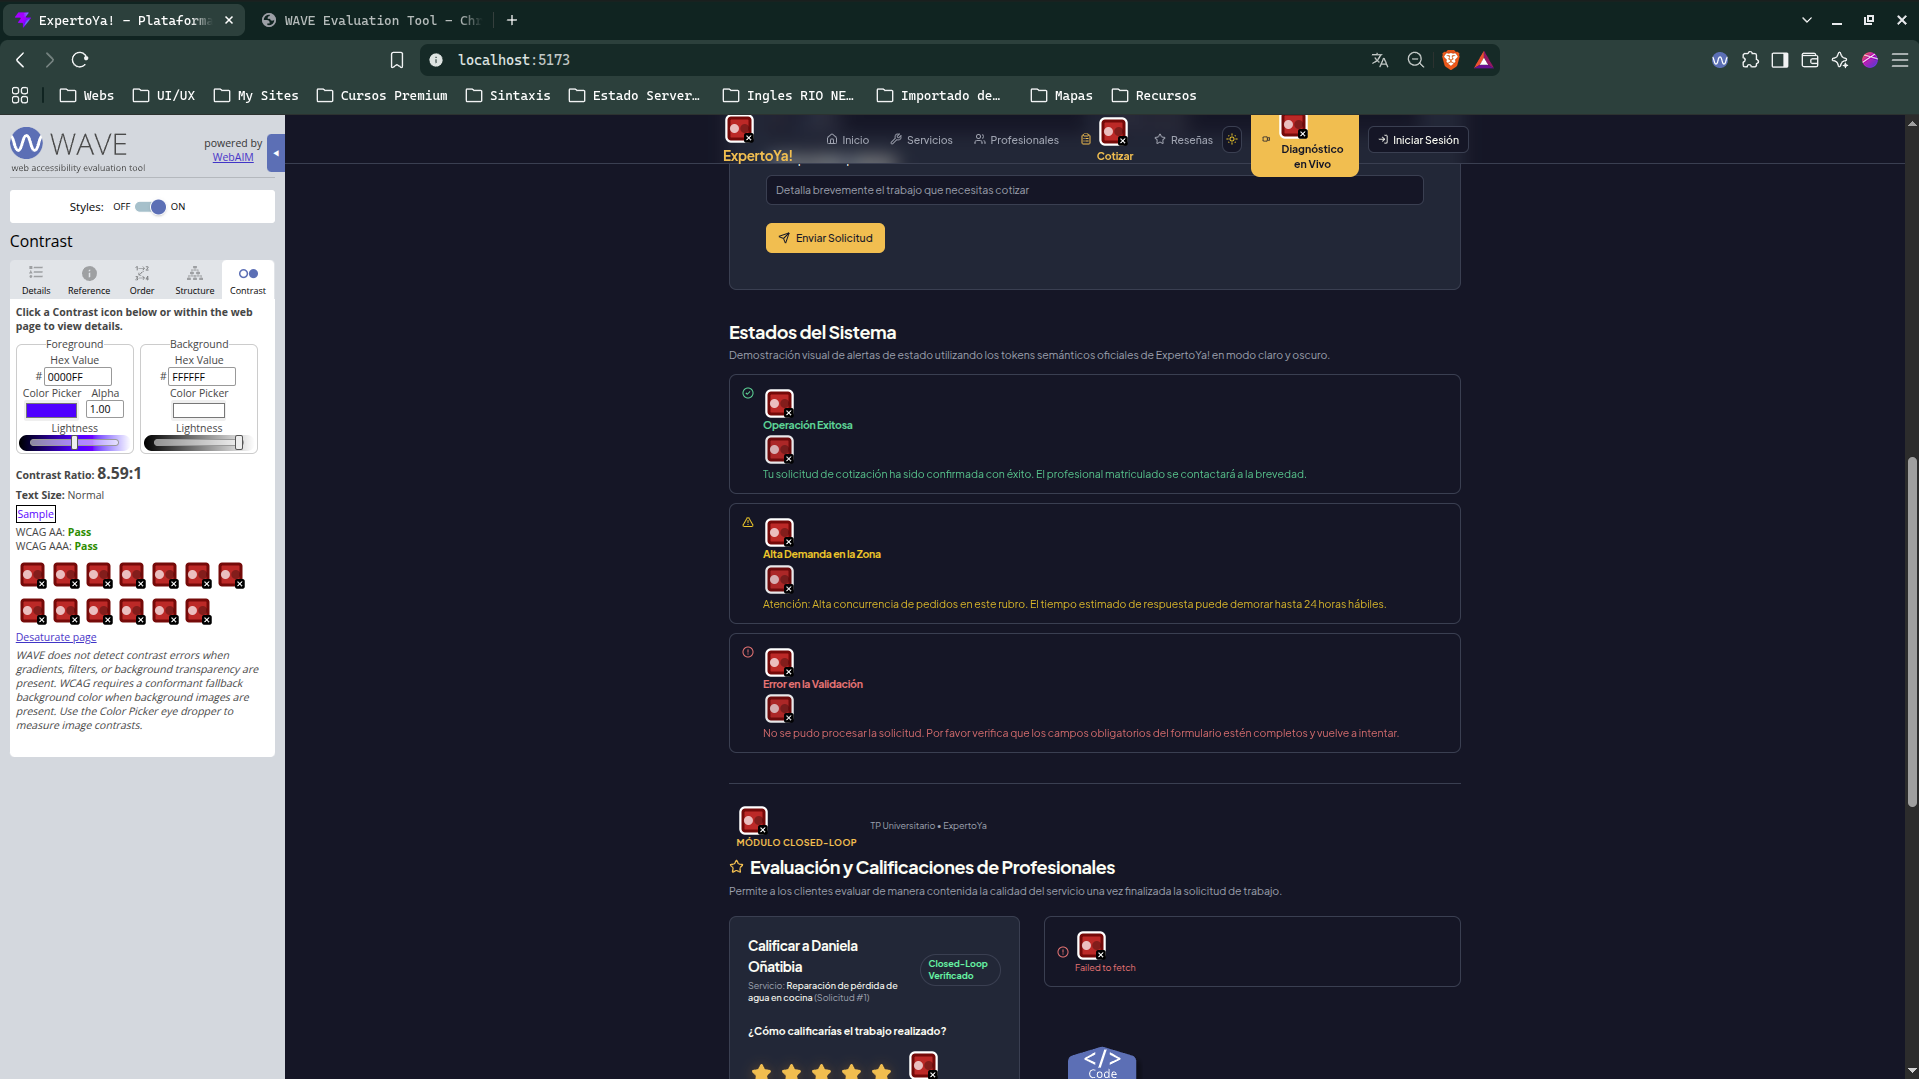 ExpertoYa! – Plataforma
WAVE Evaluation Tool – Chr
localhost:5173
Webs
UI/UX
My Sites
Cursos Premium
Sintaxis
Estado Server…
Ingles RIO NE…
Importado de…
Mapas
Recursos
WAVE
web accessibility evaluation tool
powered by
WebAIM
Styles: OFF ON
Contrast
Details
Reference
Order
Structure
Contrast
Click a Contrast icon below or within the web
page to view details.
Foreground
Hex Value
# 0000FF
Color Picker Alpha
1.00
Lightness
Background
Hex Value
# FFFFFF
Color Picker
Lightness
Contrast Ratio: 8.59:1
Text Size: Normal
Sample
WCAG AA: Pass
WCAG AAA: Pass
Desaturate page
WAVE does not detect contrast errors when
gradients, filters, or background transparency are
present. WCAG requires a conformant fallback
background color when background images are
present. Use the Color Picker eye dropper to
measure image contrasts.
ExpertoYa!
Inicio
Servicios
Profesionales
Cotizar
Reseñas
Diagnóstico
en Vivo
Iniciar Sesión
Detalla brevemente el trabajo que necesitas cotizar
Enviar Solicitud
Estados del Sistema
Demostración visual de alertas de estado utilizando los tokens semánticos oficiales de ExpertoYa! en modo claro y oscuro.
Operación Exitosa
Tu solicitud de cotización ha sido confirmada con éxito. El profesional matriculado se contactará a la brevedad.
Alta Demanda en la Zona
Atención: Alta concurrencia de pedidos en este rubro. El tiempo estimado de respuesta puede demorar hasta 24 horas hábiles.
Error en la Validación
No se pudo procesar la solicitud. Por favor verifica que los campos obligatorios del formulario estén completos y vuelve a intentar.
MÓDULO CLOSED-LOOP
TP Universitario • ExpertoYa
Evaluación y Calificaciones de Profesionales
Permite a los clientes evaluar de manera contenida la calidad del servicio una vez finalizada la solicitud de trabajo.
Calificar a Daniela
Oñatibia
Servicio: Reparación de pérdida de
agua en cocina (Solicitud #1)
Closed-Loop
Verificado
¿Cómo calificarías el trabajo realizado?
Failed to fetch
</>
Code